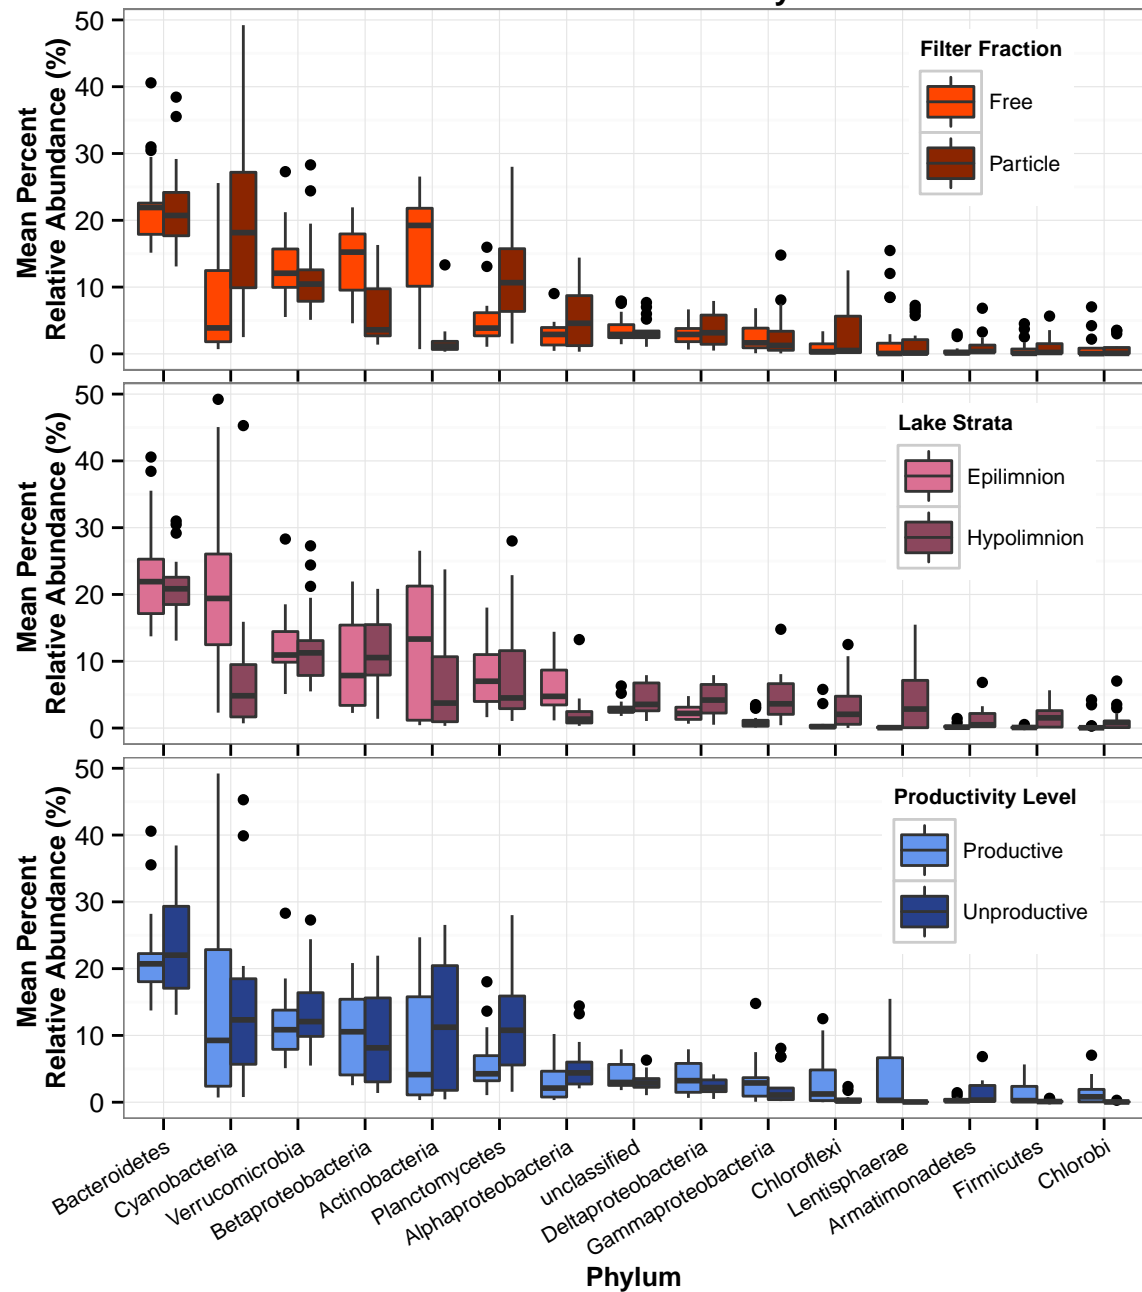 50
40
30
20
10
0
Mean Percent
Relative Abundance (%)
Filter Fraction
Free
Particle
50
40
30
20
10
0
Mean Percent
Relative Abundance (%)
Lake Strata
Epilimnion
Hypolimnion
50
40
30
20
10
0
Mean Percent
Relative Abundance (%)
Productivity Level
Productive
Unproductive
Bacteroidetes
Cyanobacteria
Verrucomicrobia
Betaproteobacteria
Actinobacteria
Planctomycetes
Alphaproteobacteria
unclassified
Deltaproteobacteria
Gammaproteobacteria
Chloroflexi
Lentisphaerae
Armatimonadetes
Firmicutes
Chlorobi
Phylum